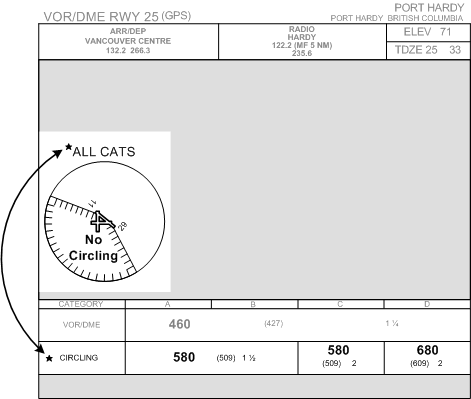 VOR/DME RWY 25 (GPS)
PORT HARDY
PORT HARDY BRITISH COLUMBIA
ARR/DEP
VANCOUVER CENTRE
132.2 266.3
RADIO
HARDY
122.2 (MF 5 NM)
235.6
ELEV 71
TDZE 25 33
★ALL CATS
11
29
No
Circling
CATEGORY A B C D
VOR/DME 460 (427) 1 ¼
★ CIRCLING 580 (509) 1 ½ 580 (509) 2 680 (609) 2